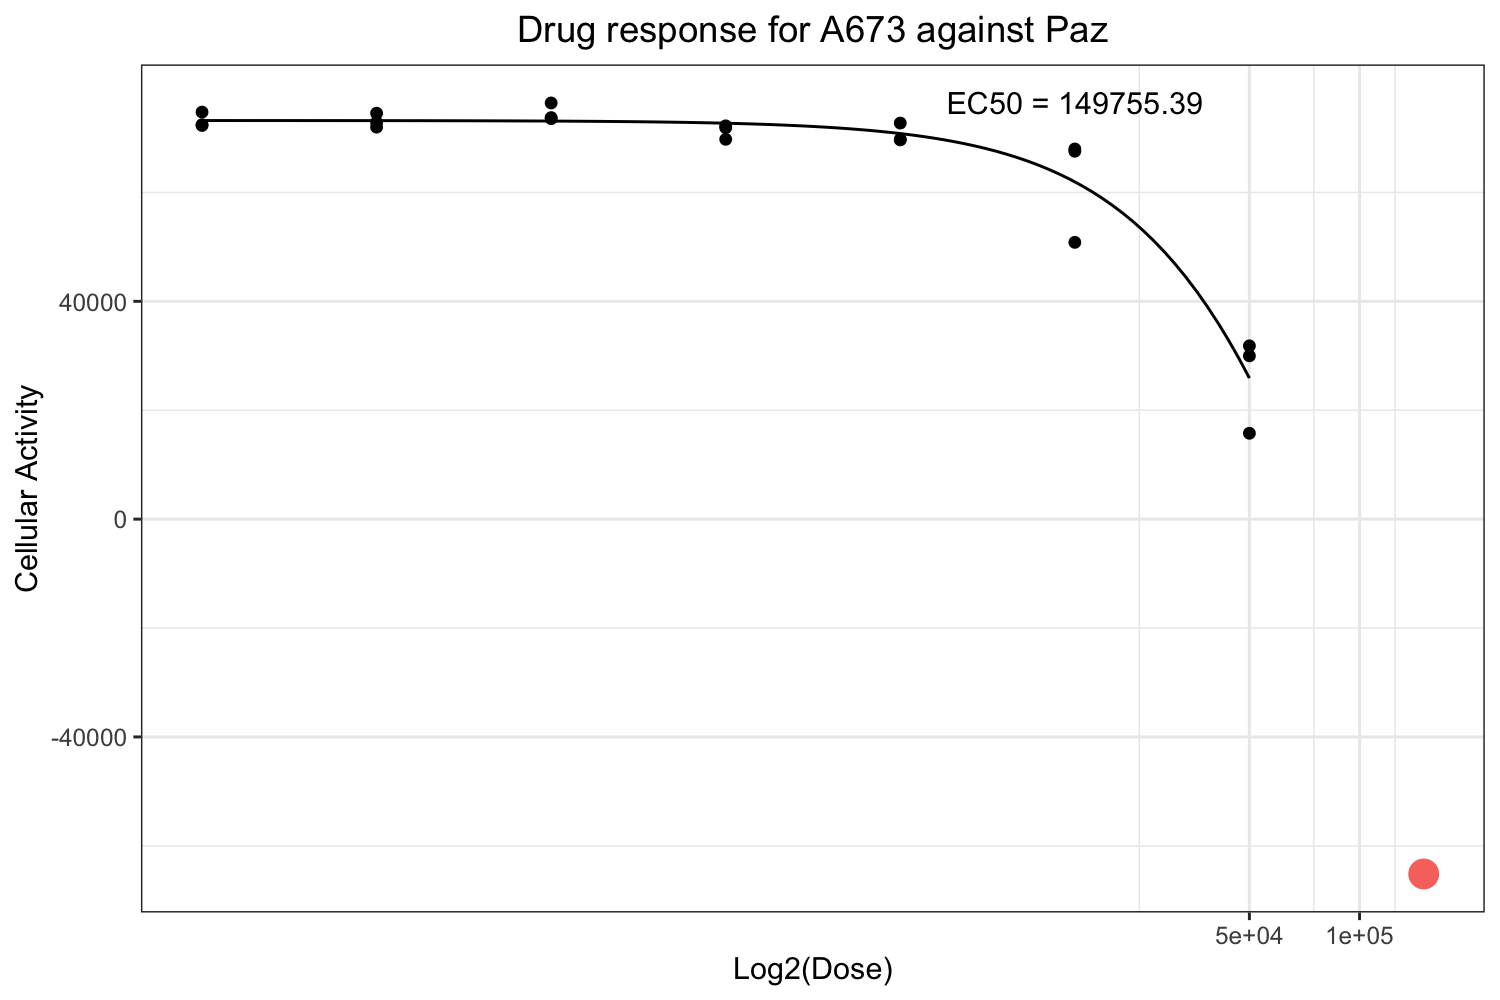 Drug response for A673 against Paz
EC50 = 149755.39
40000
0
-40000
Cellular Activity
5e+04 1e+05
Log2(Dose)